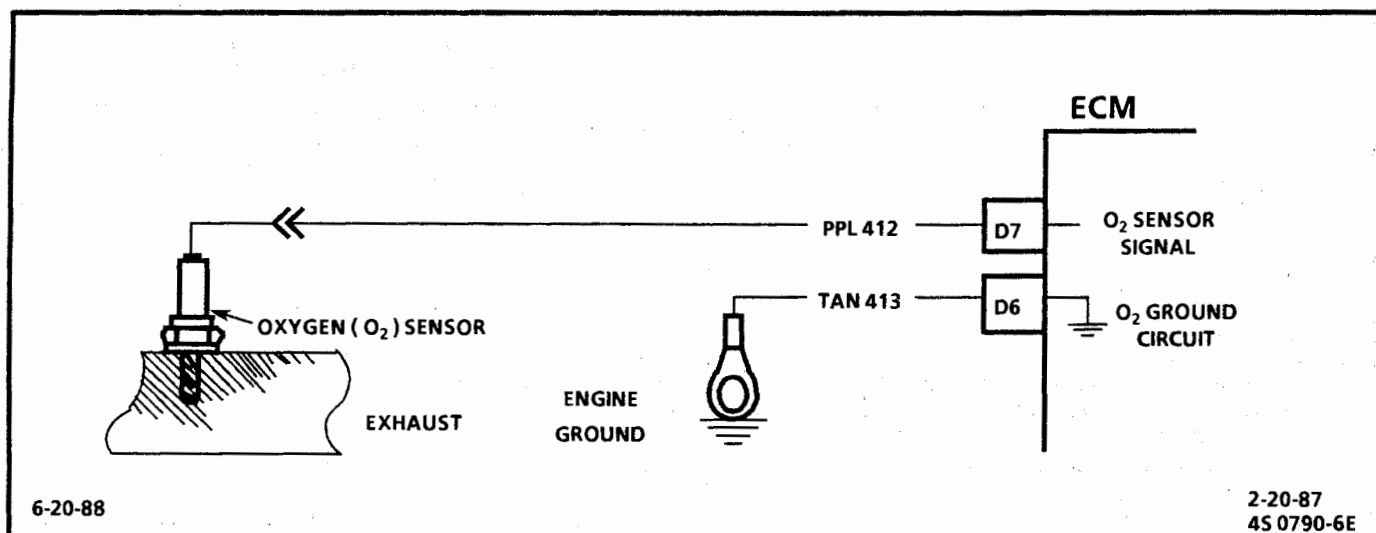 ECM
PPL 412
D7
O₂ SENSOR
SIGNAL
TAN 413
D6
O₂ GROUND
CIRCUIT
OXYGEN ( O₂ ) SENSOR
EXHAUST
ENGINE
GROUND
6-20-88
2-20-87
4S 0790-6E